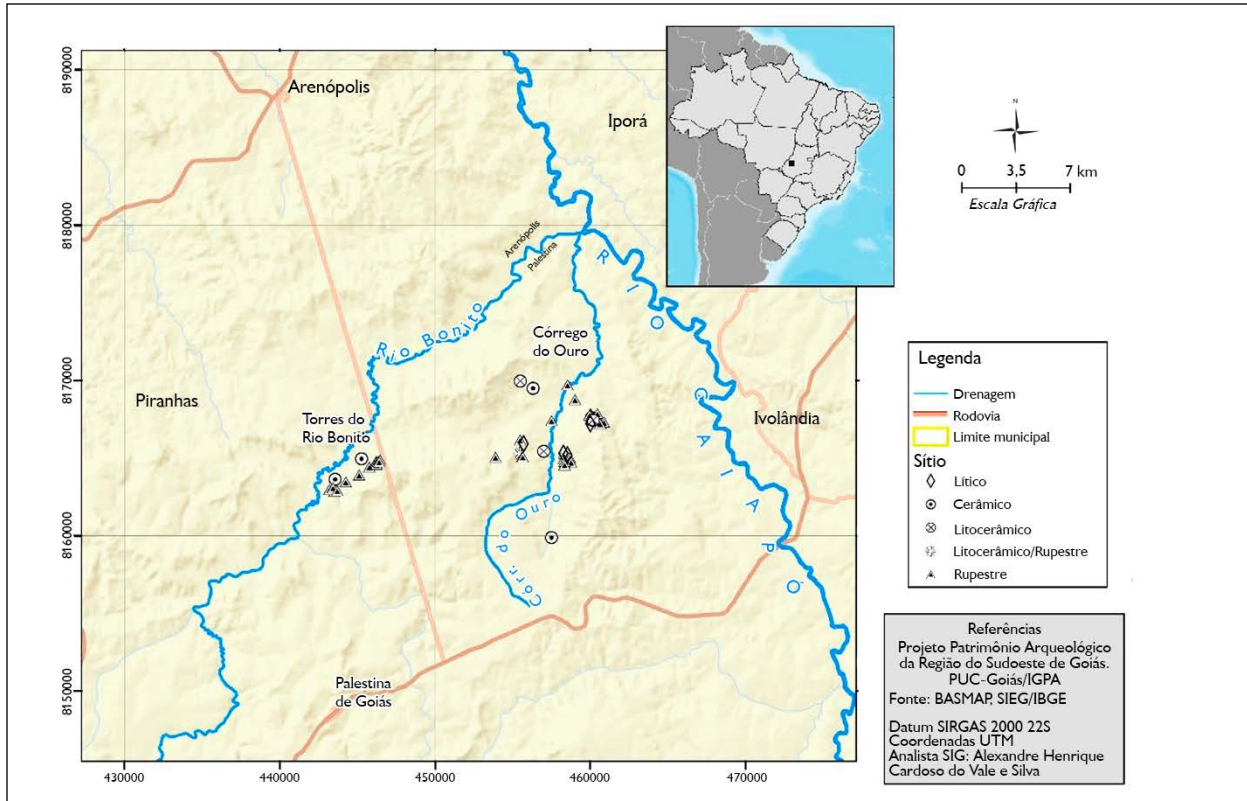 8190000
8180000
8170000
8160000
8150000
430000
440000
450000
460000
470000
Arenópolis
Iporá
Arenópolis
Palestina
Rio Bonito
RIO CAIAPÓ
Córrego
do Ouro
Piranhas
Torres do
Rio Bonito
Ivolândia
Córr. do Ouro
Palestina
de Goiás
N
0 3,5 7 km
Escala Gráfica
Legenda
Drenagem
Rodovia
Limite municipal
Sítio
Lítico
Cerâmico
Litocerâmico
Litocerâmico/Rupestre
Rupestre
Referências
Projeto Patrimônio Arqueológico
da Região do Sudoeste de Goiás.
PUC-Goiás/IGPA
Fonte: BASMAP, SIEG/IBGE
Datum SIRGAS 2000 22S
Coordenadas UTM
Analista SIG: Alexandre Henrique
Cardoso do Vale e Silva